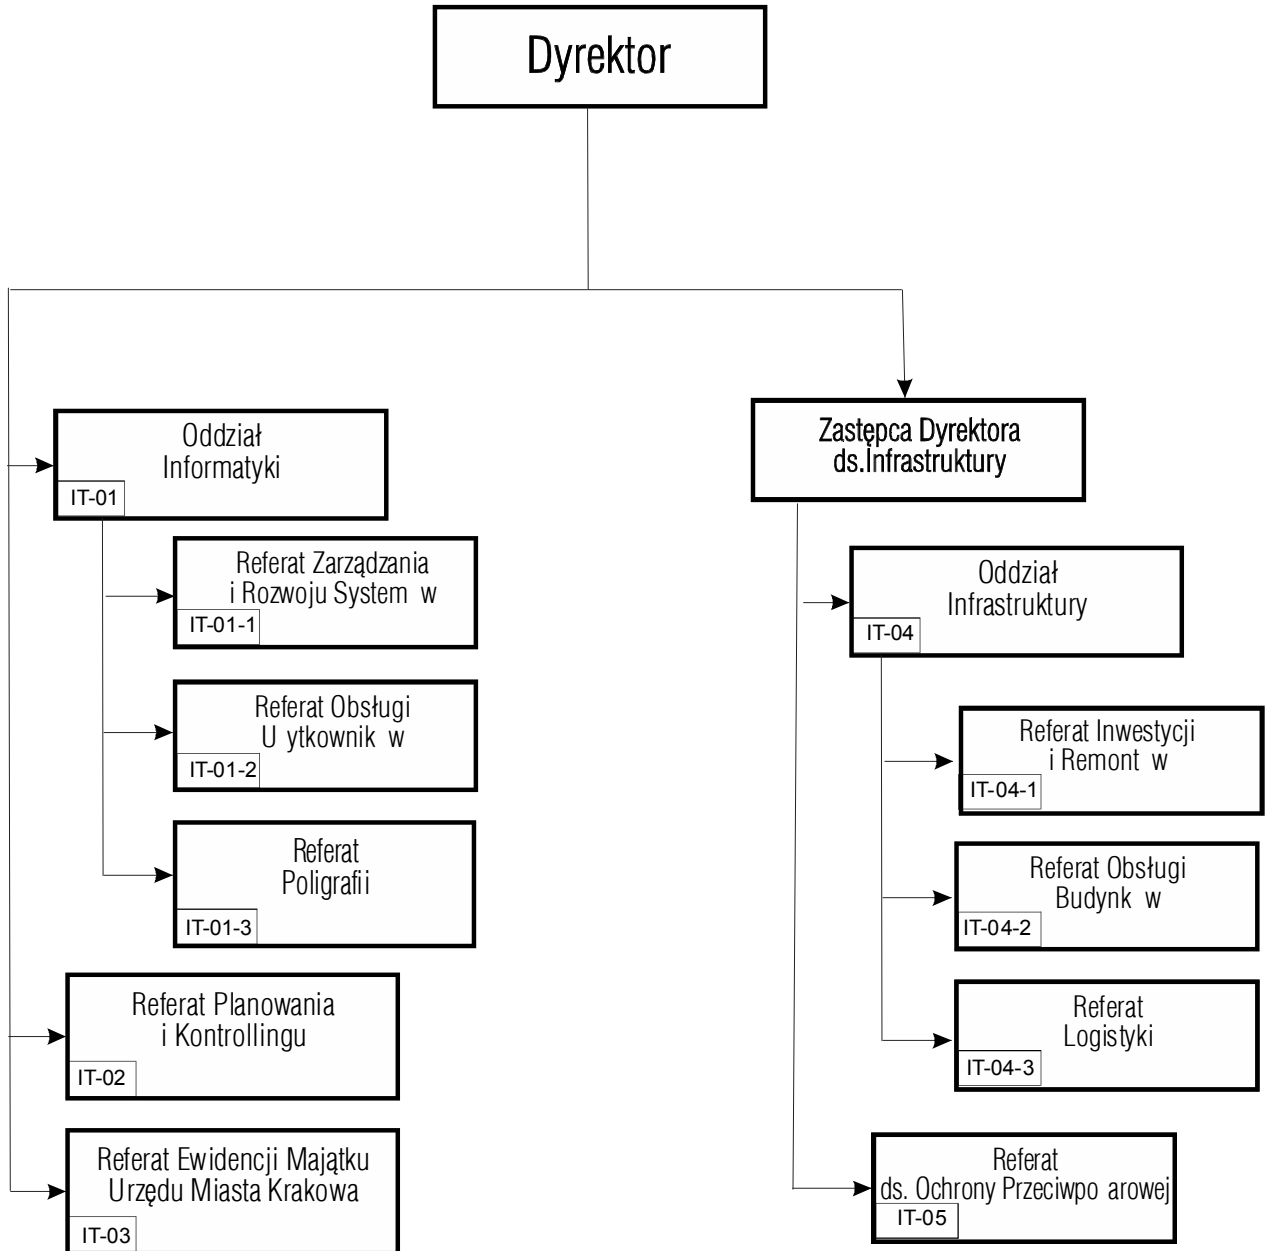 Dyrektor
Oddział
Informatyki
IT-01
Referat Zarządzania
i Rozwoju System w
IT-01-1
Referat Obsługi
U ytkownik w
IT-01-2
Referat
Poligrafii
IT-01-3
Referat Planowania
i Kontrollingu
IT-02
Referat Ewidencji Majątku
Urzędu Miasta Krakowa
IT-03
Zastępca Dyrektora
ds.Infrastruktury
Oddział
Infrastruktury
IT-04
Referat Inwestycji
i Remont w
IT-04-1
Referat Obsługi
Budynk w
IT-04-2
Referat
Logistyki
IT-04-3
Referat
ds. Ochrony Przeciwpo arowej
IT-05